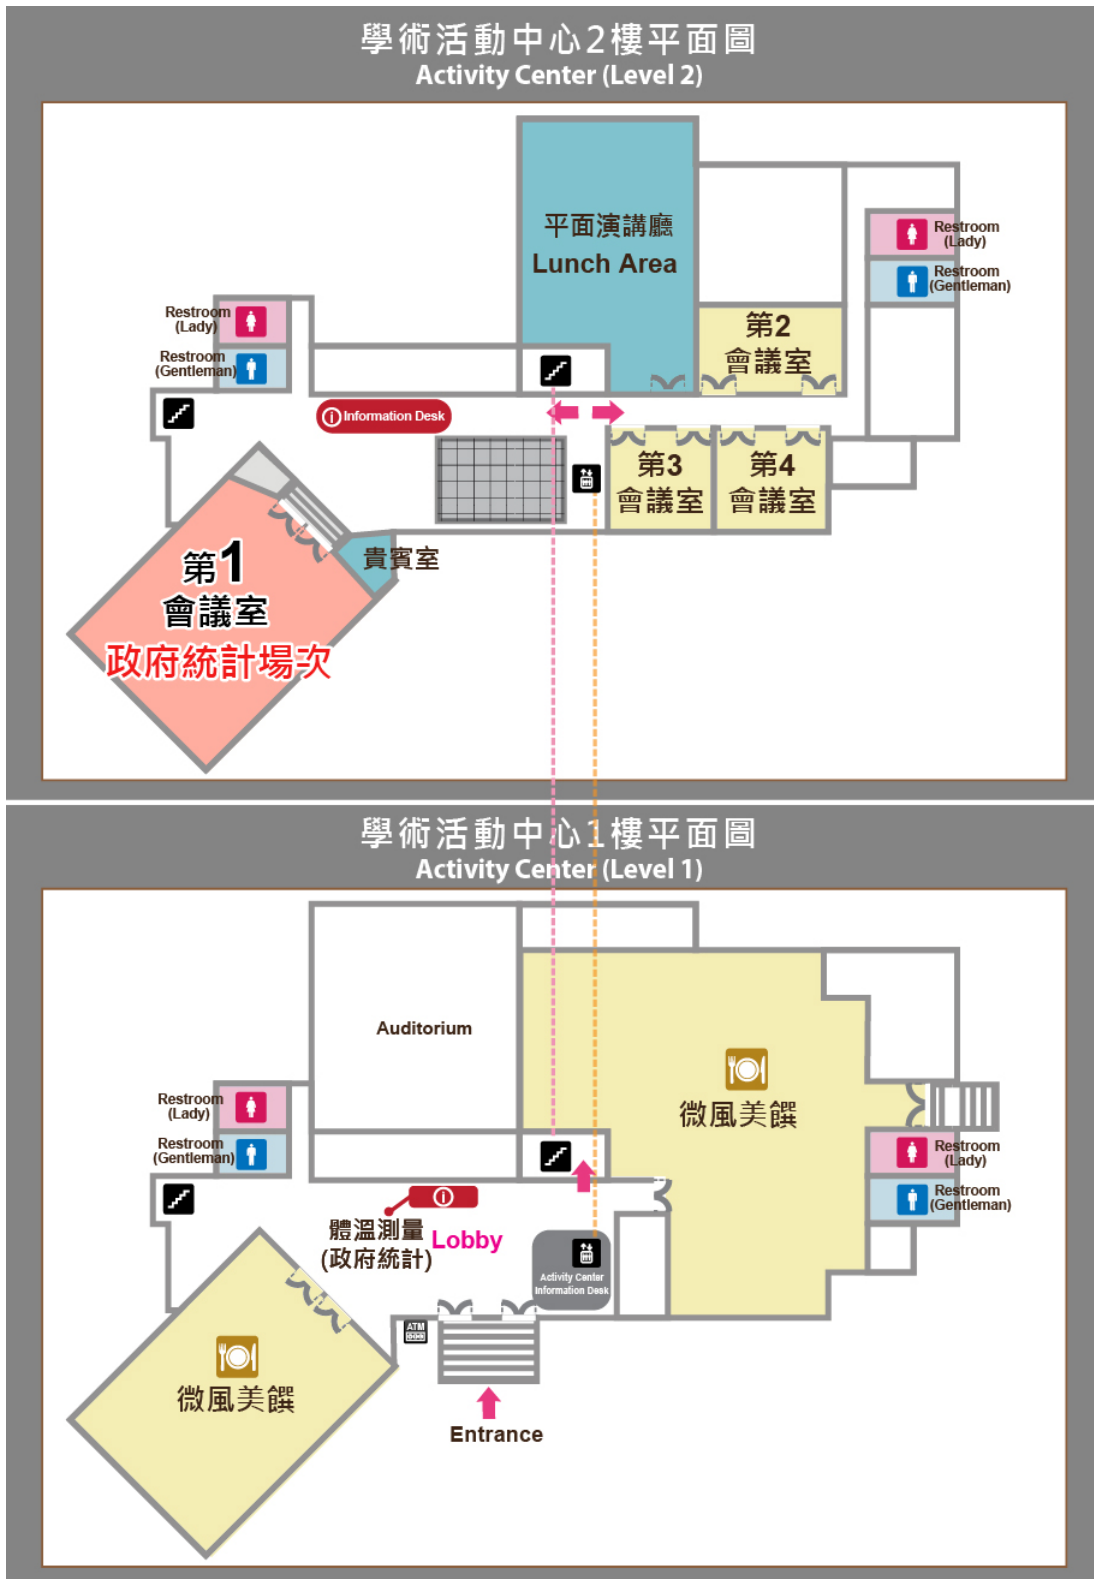 學術活動中心2樓平面圖
Activity Center (Level 2)
平面演講廳
Lunch Area
Restroom
(Lady)
Restroom
(Gentleman)
Restroom
(Lady)
Restroom
(Gentleman)
第2
會議室
Information Desk
第3
會議室
第4
會議室
貴賓室
第1
會議室
政府統計場次
學術活動中心1樓平面圖
Activity Center (Level 1)
Auditorium
微風美饌
Restroom
(Lady)
Restroom
(Gentleman)
Restroom
(Lady)
Restroom
(Gentleman)
體溫測量
(政府統計)
Lobby
Activity Center
Information Desk
ATM
微風美饌
Entrance